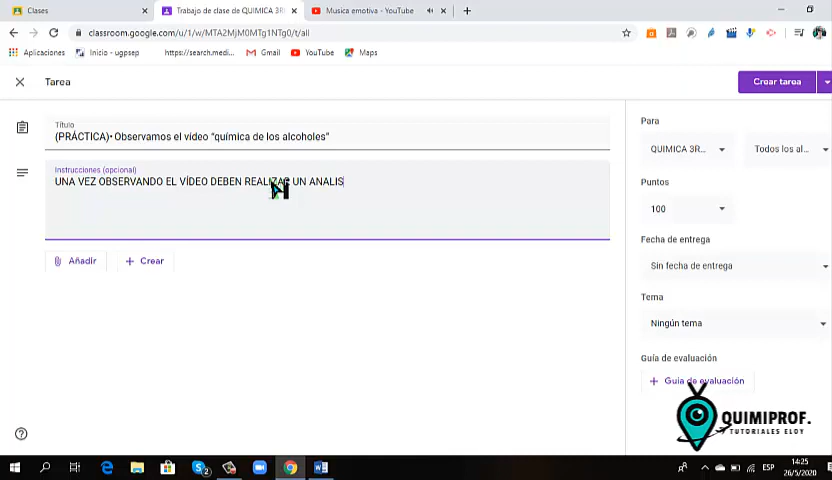 Clases
Trabajo de clase de QUIMICA 3R
Musica emotiva - YouTube
classroom.google.com/u/1/w/MTA2MjM0MTg1NTg0/t/all
Aplicaciones
Inicio - ugpsep
https://search.medi...
Gmail
YouTube
Maps
Tarea
Crear tarea
Título
(PRÁCTICA)• Observamos el vídeo “química de los alcoholes”
Instrucciones (opcional)
UNA VEZ OBSERVANDO EL VÍDEO DEBEN REALIZAR UN ANALIS
Añadir
Crear
Para
QUIMICA 3R...
Todos los al...
Puntos
100
Fecha de entrega
Sin fecha de entrega
Tema
Ningún tema
Guía de evaluación
Guía de evaluación
QUIMIPROF.
TUTORIALES ELOY
ESP
14:25
26/5/2020